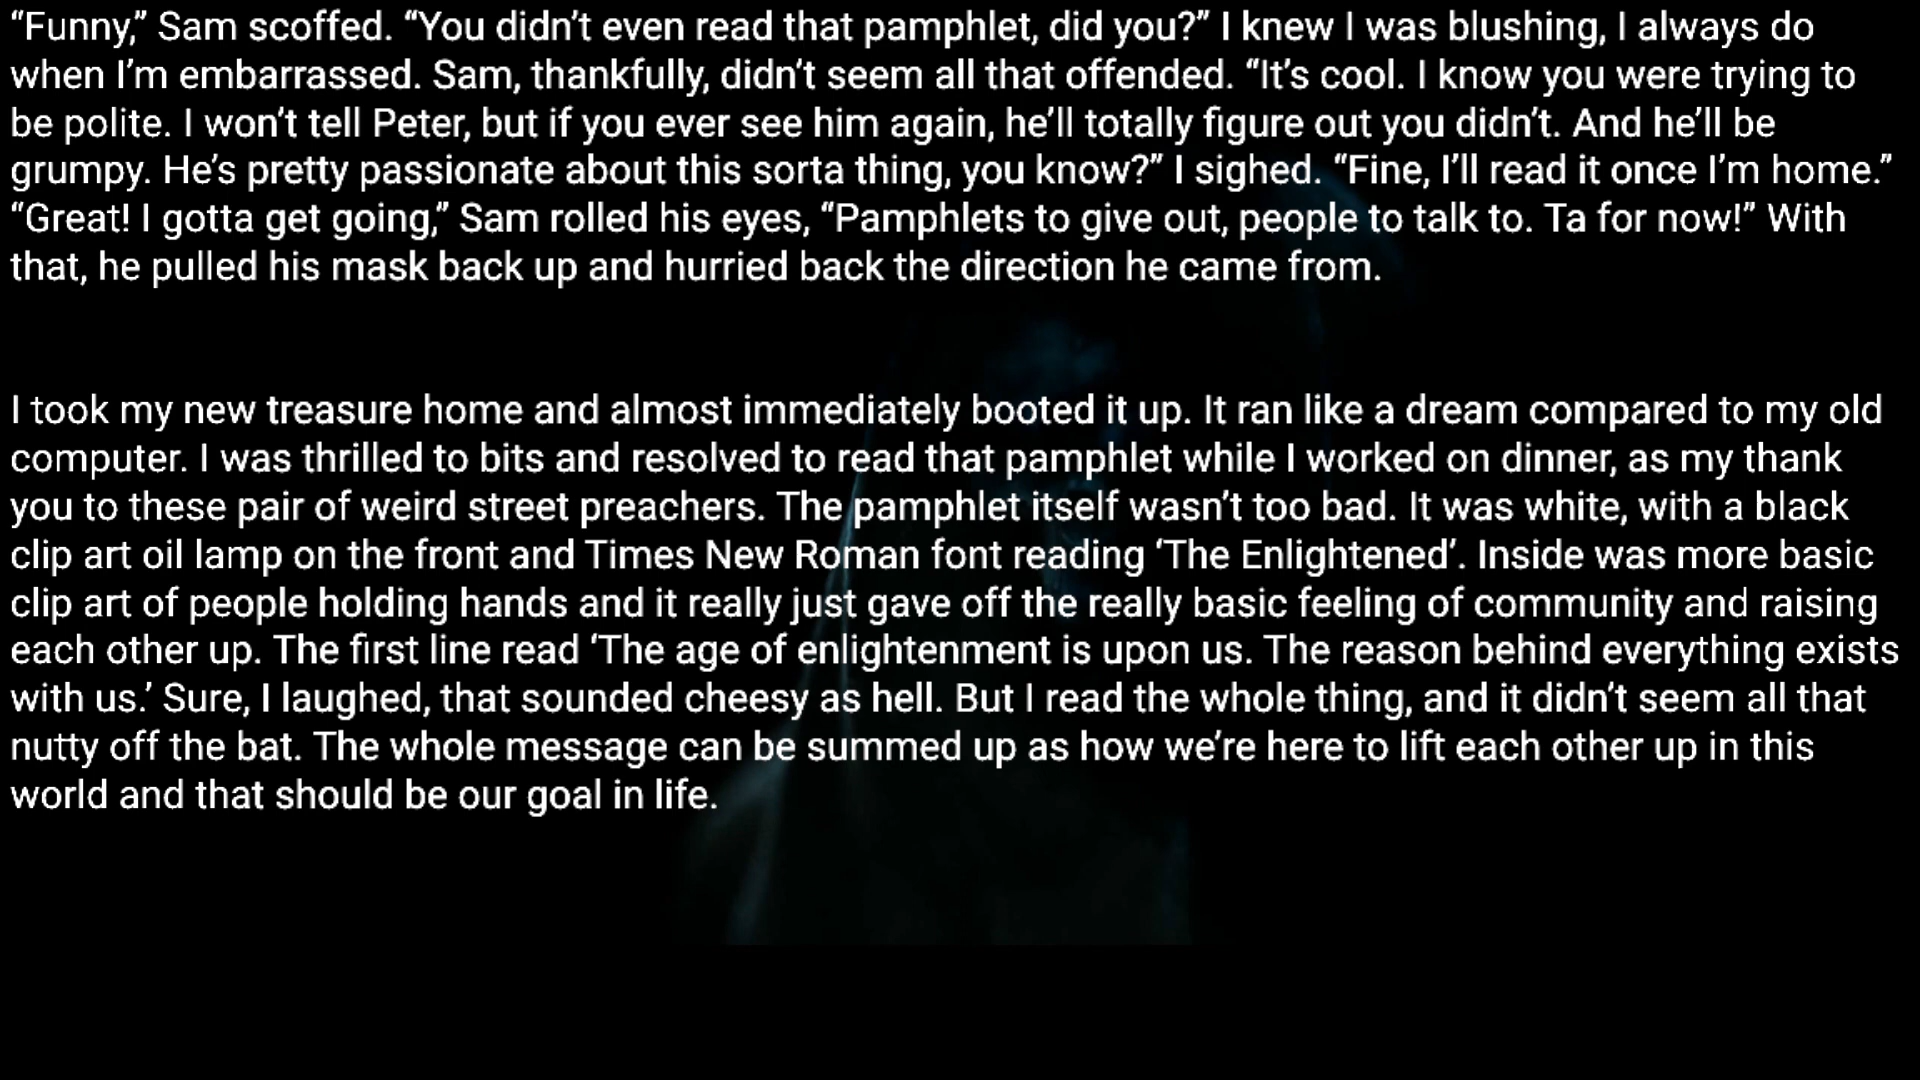 “Funny,” Sam scoffed. “You didn’t even read that pamphlet, did you?” I knew I was blushing, I always do
when I’m embarrassed. Sam, thankfully, didn’t seem all that offended. “It’s cool. I know you were trying to
be polite. I won’t tell Peter, but if you ever see him again, he’ll totally figure out you didn’t. And he’ll be
grumpy. He’s pretty passionate about this sorta thing, you know?” I sighed. “Fine, I’ll read it once I’m home.”
“Great! I gotta get going,” Sam rolled his eyes, “Pamphlets to give out, people to talk to. Ta for now!” With
that, he pulled his mask back up and hurried back the direction he came from.
I took my new treasure home and almost immediately booted it up. It ran like a dream compared to my old
computer. I was thrilled to bits and resolved to read that pamphlet while I worked on dinner, as my thank
you to these pair of weird street preachers. The pamphlet itself wasn’t too bad. It was white, with a black
clip art oil lamp on the front and Times New Roman font reading ‘The Enlightened’. Inside was more basic
clip art of people holding hands and it really just gave off the really basic feeling of community and raising
each other up. The first line read ‘The age of enlightenment is upon us. The reason behind everything exists
with us.’ Sure, I laughed, that sounded cheesy as hell. But I read the whole thing, and it didn’t seem all that
nutty off the bat. The whole message can be summed up as how we’re here to lift each other up in this
world and that should be our goal in life.